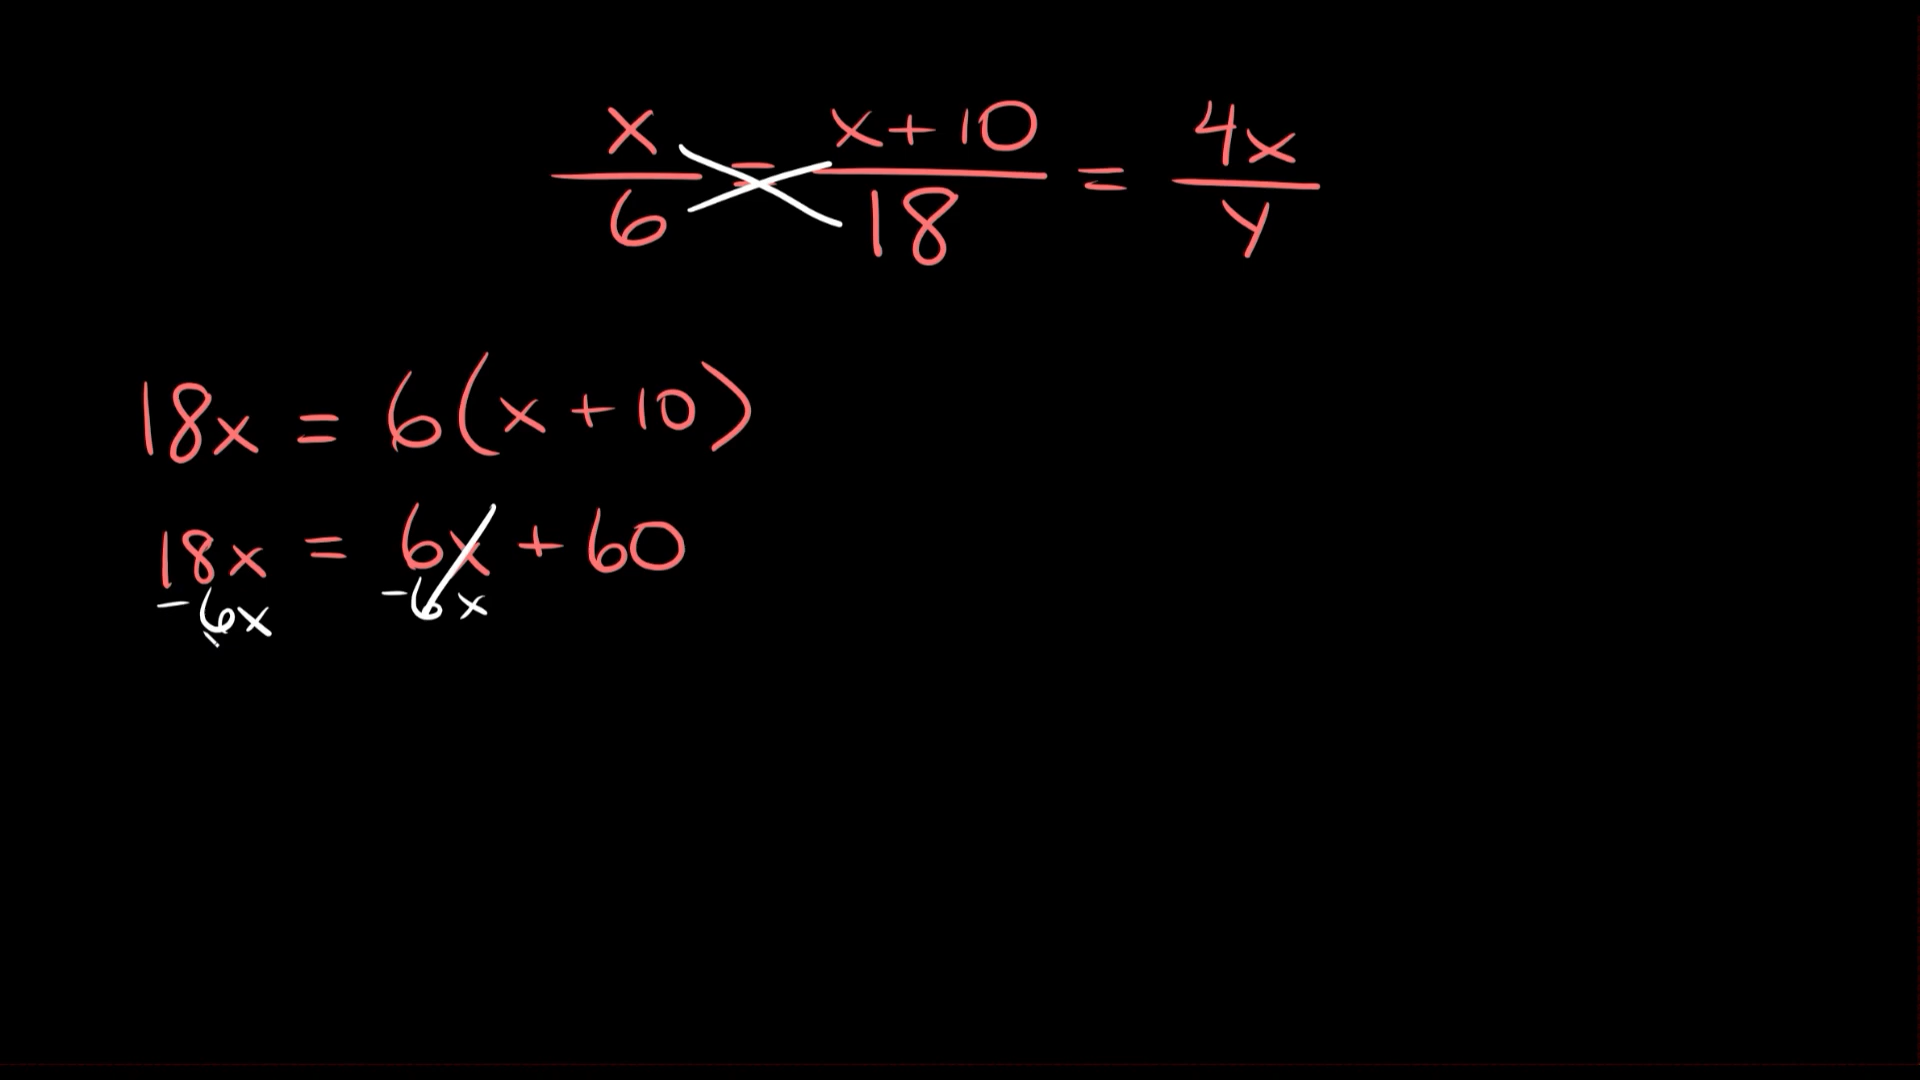 x/6 = x+10/18 = 4x/y
18x = 6(x+10)
18x = 6x + 60
-6x -6x